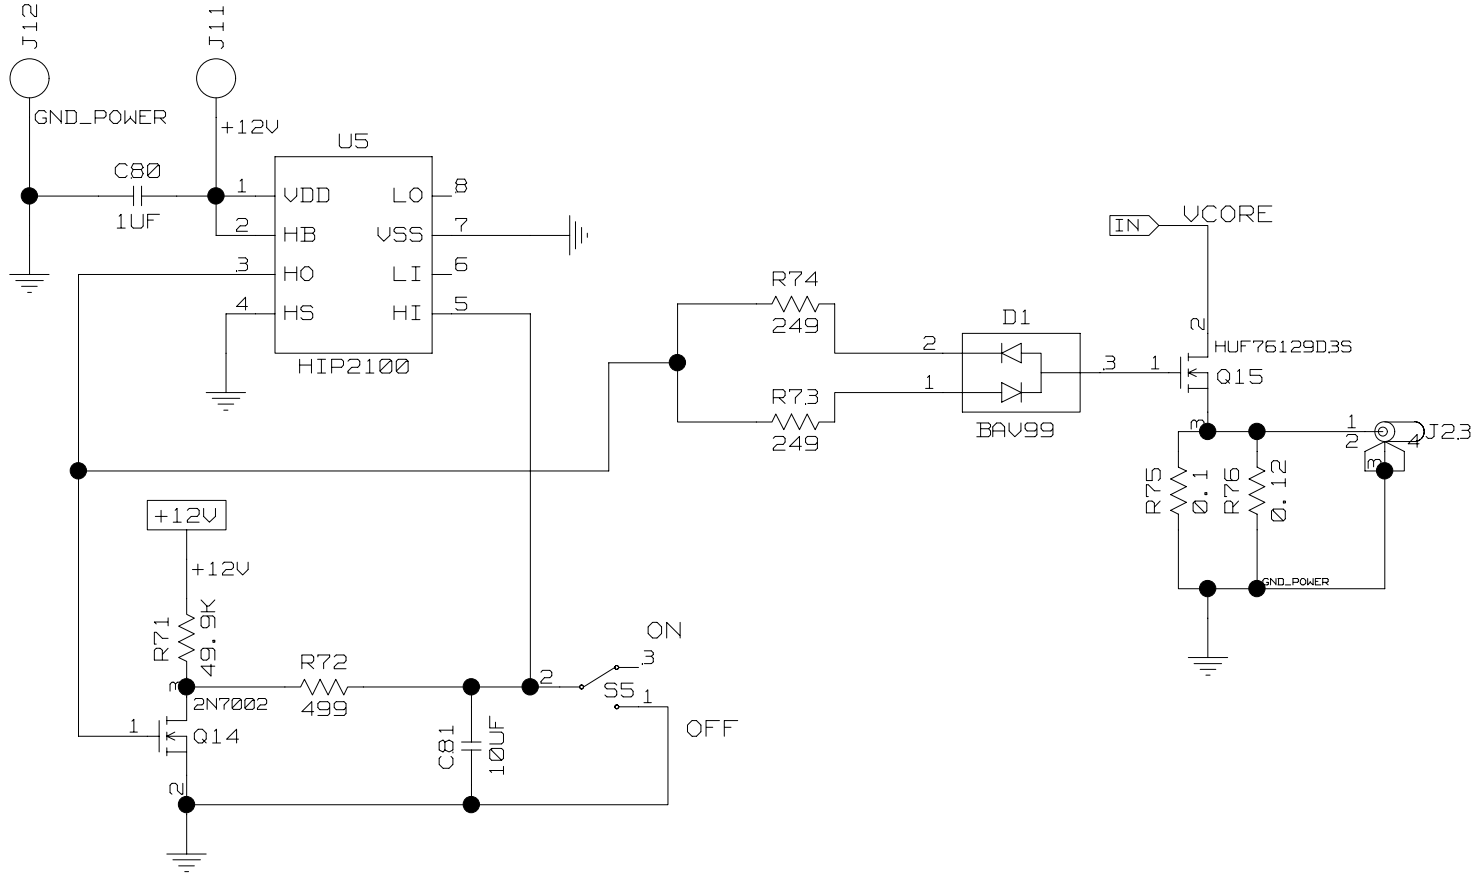 J12
J11
GND_POWER
+12V
U5
C80
1UF
1
2
3
4
VDD
HB
HO
HS
LO
VSS
LI
HI
8
7
6
5
HIP2100
R74
249
R73
249
D1
2
1
3
BAV99
IN
VCORE
2
HUF76129D3S
1
Q15
3
R75
0.1
R76
0.12
1
2
3
4
J23
GND_POWER
+12V
+12V
R71
49.9K
3
2N7002
1
Q14
2
R72
499
C81
10UF
2
ON
3
S5
1
OFF